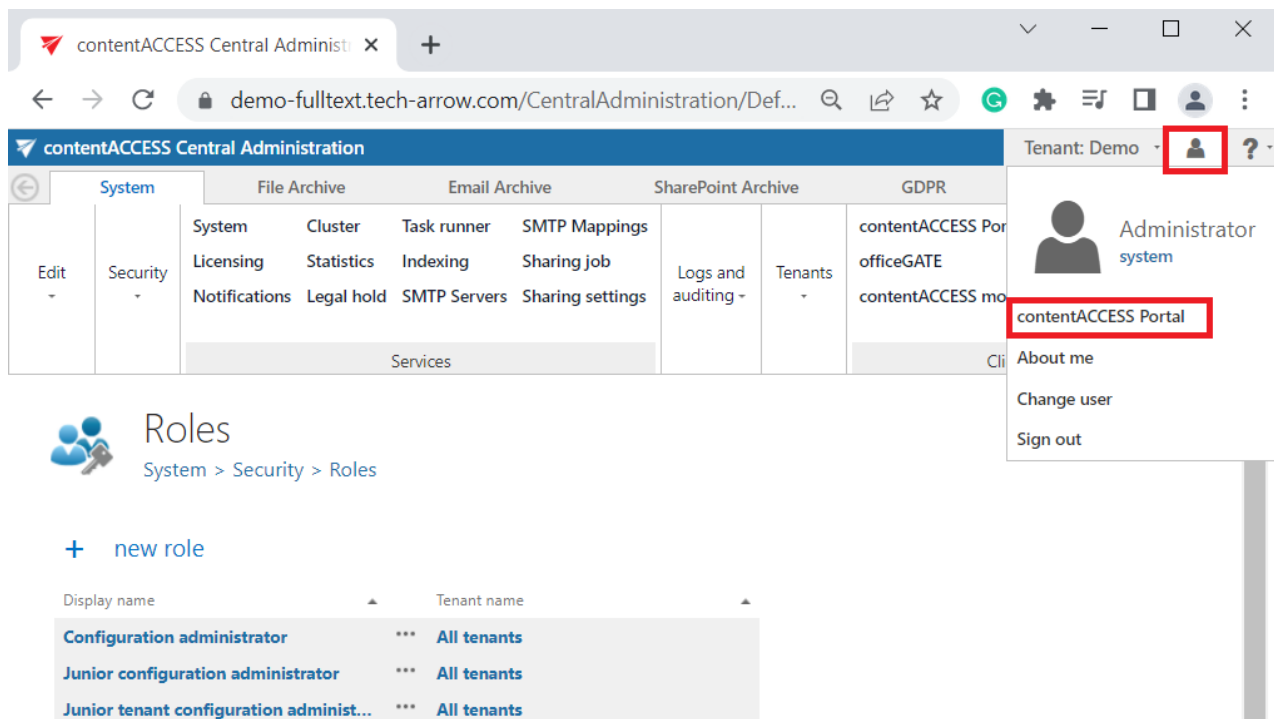 contentACCESS Central Administ
demo-fulltext.tech-arrow.com/CentralAdministration/Def...
contentACCESS Central Administration
Tenant: Demo
?
System File Archive Email Archive SharePoint Archive GDPR
Edit
Security
System Cluster Task runner SMTP Mappings
Licensing Statistics Indexing Sharing job
Notifications Legal hold SMTP Servers Sharing settings
Services
Logs and
auditing
Tenants
contentACCESS Por
officeGATE
contentACCESS mo
Cli
Administrator
system
contentACCESS Portal
About me
Change user
Sign out
Roles
System > Security > Roles
+ new role
Display name Tenant name
Configuration administrator ... All tenants
Junior configuration administrator ... All tenants
Junior tenant configuration administ... ... All tenants